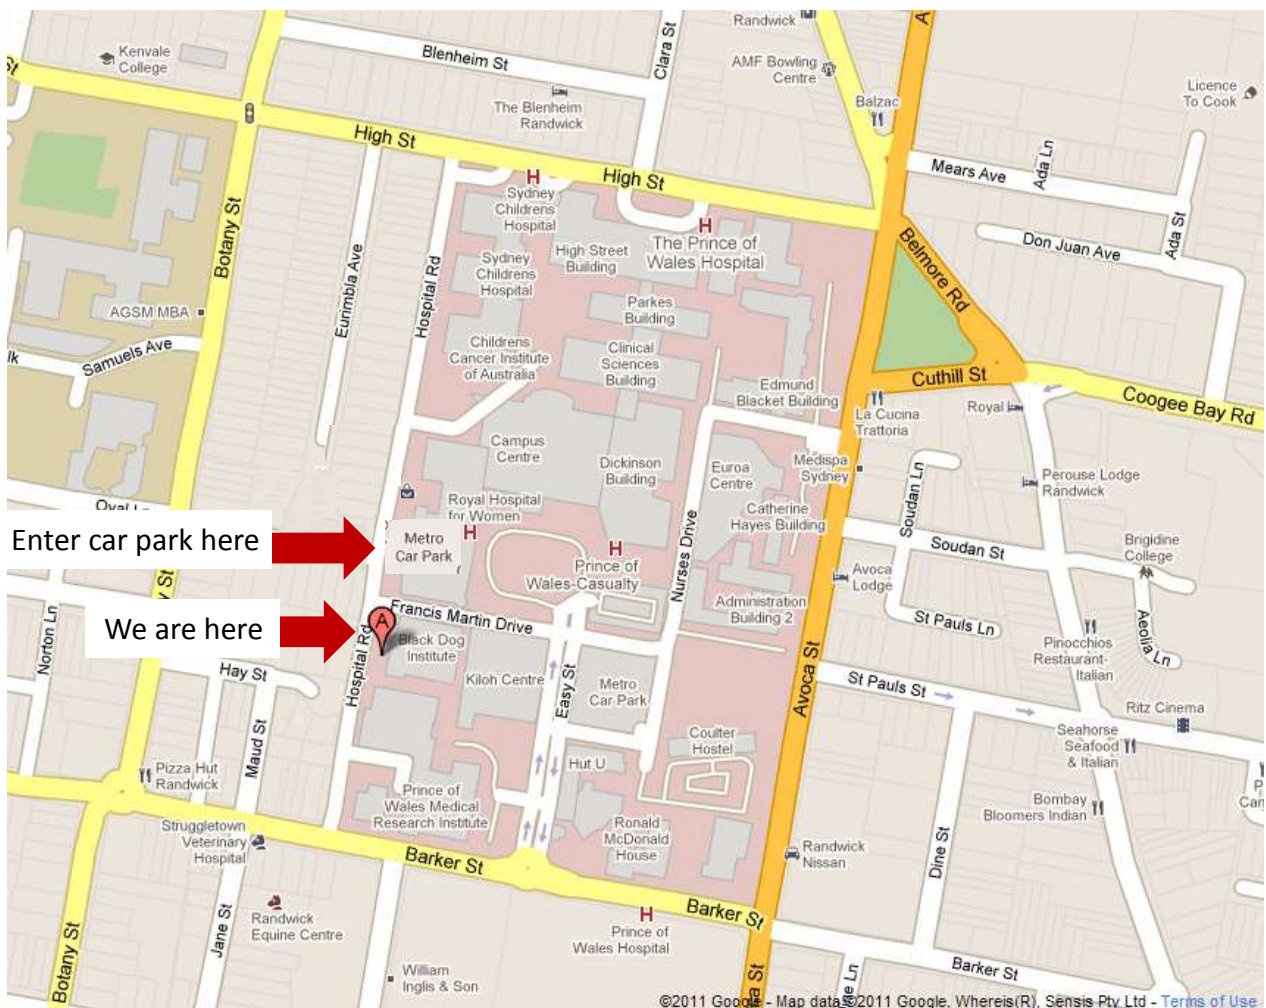 Kenvale
College
St
Blenheim St
Clara St
Randwick
AMF Bowling
Centre
Balzac
Licence
To Cook
The Blenheim
Randwick
High St
High St
Mears Ave
Ada Ln
Ada St
Don Juan Ave
Botany St
Eurimbla Ave
Hospital Rd
H
Sydney
Childrens
Hospital
Sydney
Childrens
Hospital
High Street
Building
H
The Prince of
Wales Hospital
Belmore Rd
AGSM MBA
Samuels Ave
Parkes
Building
Childrens
Cancer Institute
of Australia
Clinical
Sciences
Building
Edmund
Blacket Building
Cuthill St
La Cucina
Trattoria
Royal
Coogee Bay Rd
Campus
Centre
Dickinson
Building
Euroa
Centre
Medispa
Sydney
Soudan Ln
Perouse Lodge
Randwick
Royal Hospital
for Women
Catherine
Hayes Building
Enter car park here
Metro
Car Park
H
H
Prince of
Wales-Casualty
Nurses Drive
Soudan St
Brigidine
College
Avoca
Lodge
We are here
A
Francis Martin Drive
Administration
Building 2
St Pauls Ln
Aeolia Ln
Norton Ln
Black Dog
Institute
Hospital Rd
Pinocchios
Restaurant-
Italian
Hay St
Kiloh Centre
Easy St
Metro
Car Park
Avoca St
St Pauls St
Ritz Cinema
Maud St
Coulter
Hostel
Seahorse
Seafood
& Italian
Pizza Hut
Randwick
Hut U
Prince of
Wales Medical
Research Institute
Bombay
Bloomers Indian
Struggletown
Veterinary
Hospital
Ronald
McDonald
House
Barker St
Randwick
Nissan
Dine St
Barker St
Botany St
Jane St
Randwick
Equine Centre
H
Prince of
Wales Hospital
William
Inglis & Son
Barker St
©2011 Google - Map data ©2011 Google, Whereis(R), Sensis Pty Ltd - Terms of Use